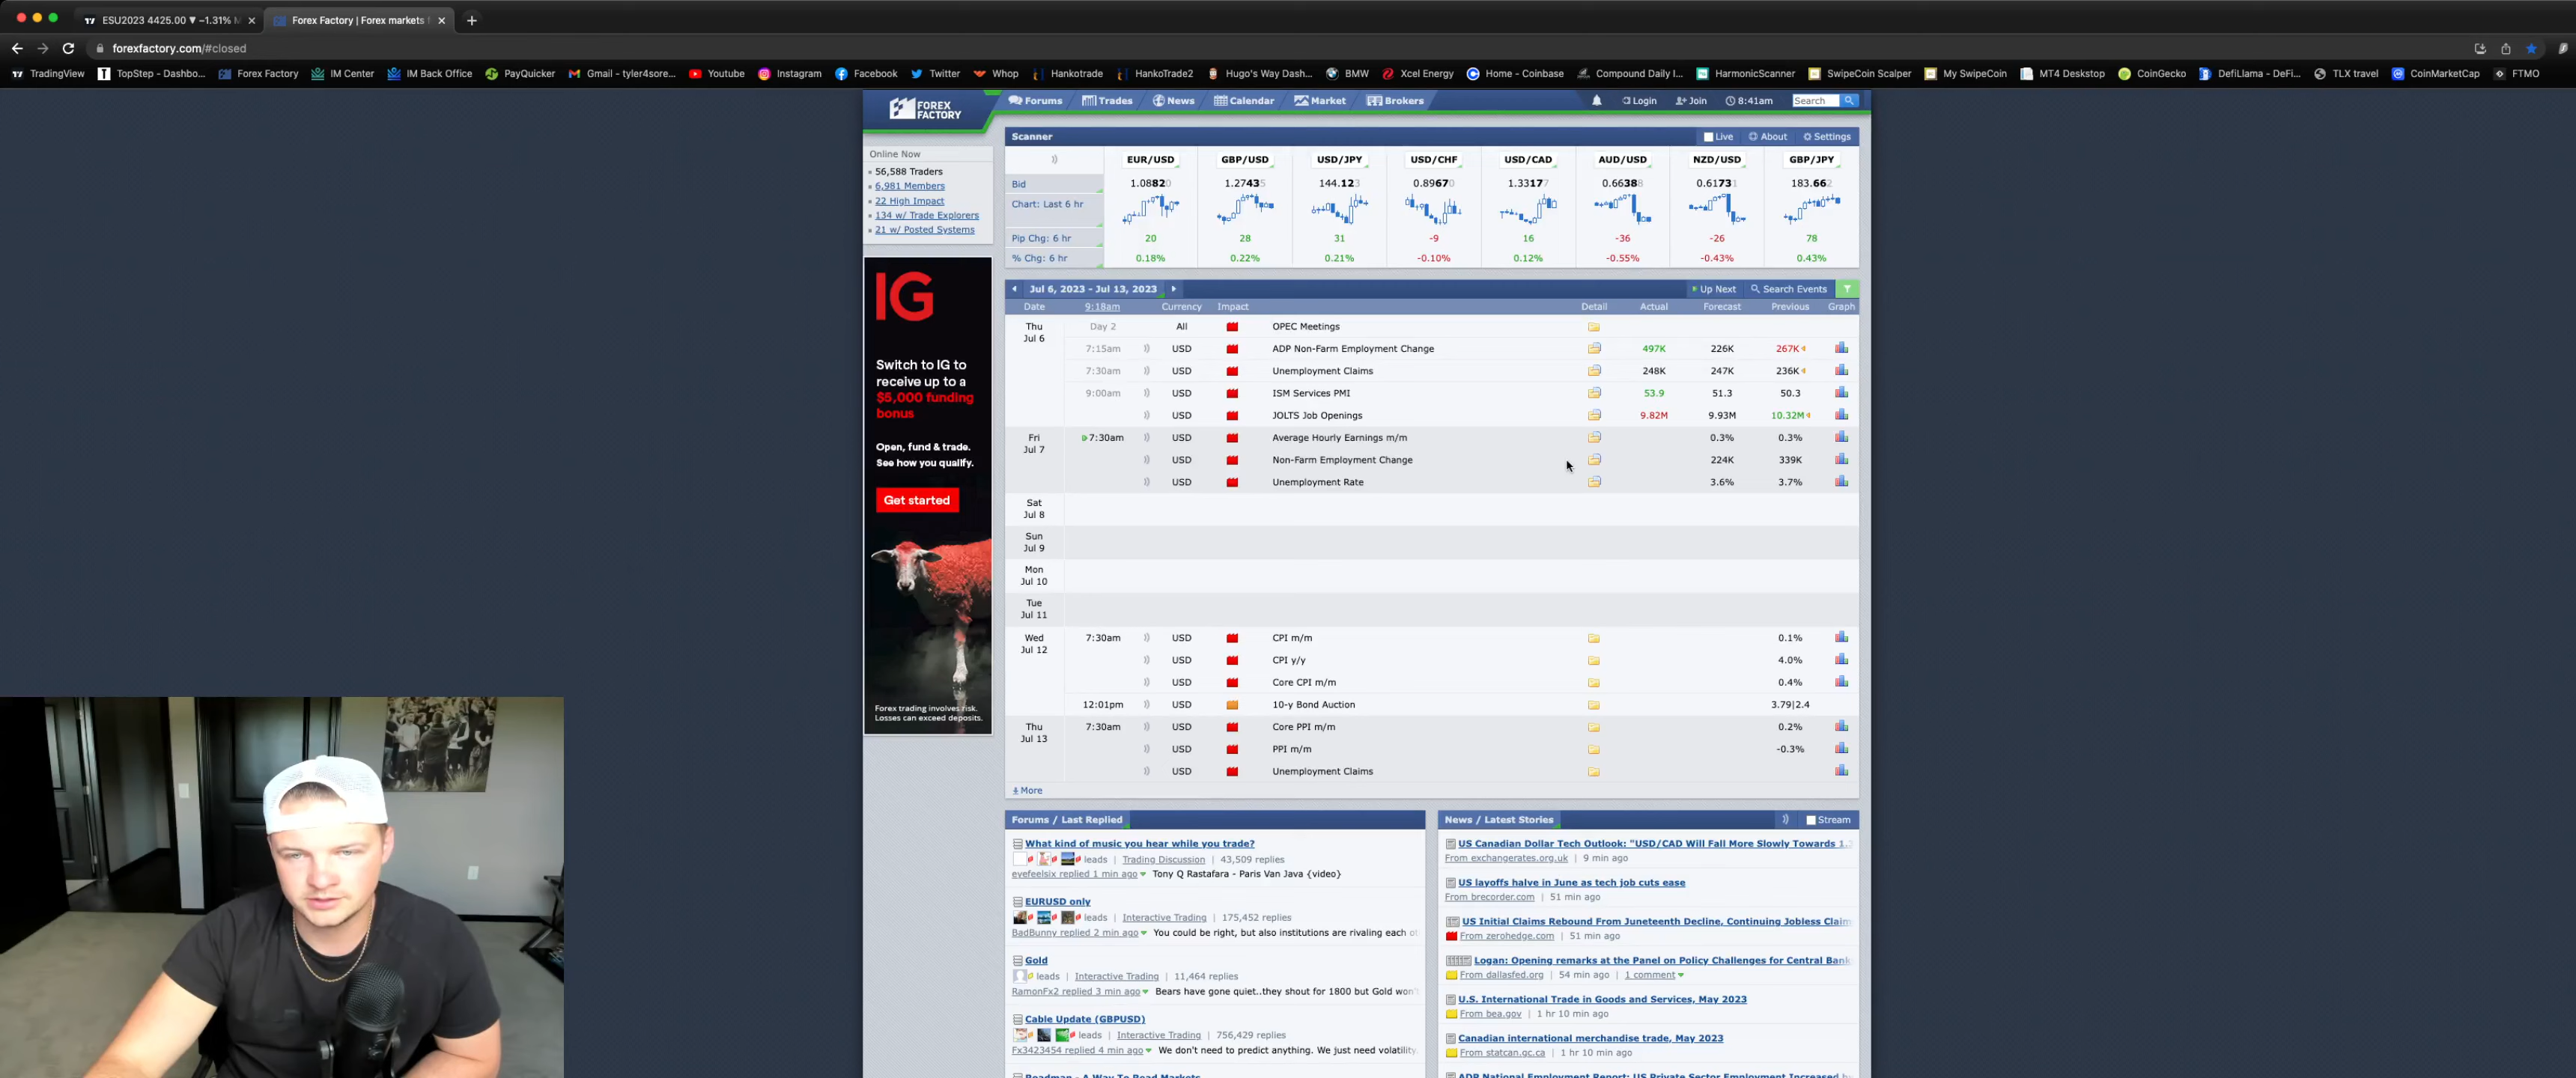 ESU2023 4425.00 ▼ −1.31%
Forex Factory | Forex markets
forexfactory.com/#closed
TradingView TopStep - Dashbo... Forex Factory IM Center IM Back Office PayQuicker Gmail - tyler4sore... Youtube Instagram Facebook Twitter Whop Hankotrade HankoTrade2 Hugo's Way Dash... BMW Xcel Energy Home - Coinbase Compound Daily I... HarmonicScanner SwipeCoin Scalper My SwipeCoin MT4 Deskstop CoinGecko DefiLlama - DeFi... TLX travel CoinMarketCap FTMO
FOREX
FACTORY
Forums Trades News Calendar Market Brokers Login Join 8:41am Search
Online Now
56,588 Traders
6,981 Members
22 High Impact
134 w/ Trade Explorers
21 w/ Posted Systems
IG
Switch to IG to
receive up to a
$5,000 funding
bonus
Open, fund & trade.
See how you qualify.
Get started
Forex trading involves risk.
Losses can exceed deposits.
Scanner Live About Settings
EUR/USD GBP/USD USD/JPY USD/CHF USD/CAD AUD/USD NZD/USD GBP/JPY
Bid 1.08820 1.27435 144.123 0.89670 1.33177 0.66388 0.61731 183.662
Chart: Last 6 hr
Pip Chg: 6 hr 20 28 31 -9 16 -36 -26 78
% Chg: 6 hr 0.18% 0.22% 0.21% -0.10% 0.12% -0.55% -0.43% 0.43%
Jul 6, 2023 - Jul 13, 2023 Up Next Search Events
Date 9:18am Currency Impact Detail Actual Forecast Previous Graph
Thu Jul 6 Day 2 All OPEC Meetings
7:15am USD ADP Non-Farm Employment Change 497K 226K 267K
7:30am USD Unemployment Claims 248K 247K 236K
9:00am USD ISM Services PMI 53.9 51.3 50.3
USD JOLTS Job Openings 9.82M 9.93M 10.32M
Fri Jul 7 7:30am USD Average Hourly Earnings m/m 0.3% 0.3%
USD Non-Farm Employment Change 224K 339K
USD Unemployment Rate 3.6% 3.7%
Sat Jul 8
Sun Jul 9
Mon Jul 10
Tue Jul 11
Wed Jul 12 7:30am USD CPI m/m 0.1%
USD CPI y/y 4.0%
USD Core CPI m/m 0.4%
12:01pm USD 10-y Bond Auction 3.79|2.4
Thu Jul 13 7:30am USD Core PPI m/m 0.2%
USD PPI m/m -0.3%
USD Unemployment Claims
More
Forums / Last Replied
What kind of music you hear while you trade?
leads | Trading Discussion | 43,509 replies
evefeelsix replied 1 min ago Tony Q Rastafara - Paris Van Java {video}
EURUSD only
leads | Interactive Trading | 175,452 replies
BadBunny replied 2 min ago You could be right, but also institutions are rivaling each
Gold
leads | Interactive Trading | 11,464 replies
RamonFx2 replied 3 min ago Bears have gone quiet..they shout for 1800 but Gold won't
Cable Update (GBPUSD)
leads | Interactive Trading | 756,429 replies
Fx3423454 replied 4 min ago We don't need to predict anything. We just need volatility.
Roadmap - A Way To Read Markets
News / Latest Stories Stream
US Canadian Dollar Tech Outlook: "USD/CAD Will Fall More Slowly Towards
From exchangerates.org.uk | 9 min ago
US layoffs halve in June as tech job cuts ease
From brecorder.com | 51 min ago
US Initial Claims Rebound From Juneteenth Decline, Continuing Jobless Claim
From zerohedge.com | 51 min ago
Logan: Opening remarks at the Panel on Policy Challenges for Central Bank
From dallasfed.org | 54 min ago | 1 comment
U.S. International Trade in Goods and Services, May 2023
From bea.gov | 1 hr 10 min ago
Canadian international merchandise trade, May 2023
From statcan.gc.ca | 1 hr 10 min ago
ADP National Employment Report: US Private Sector Employment Increased